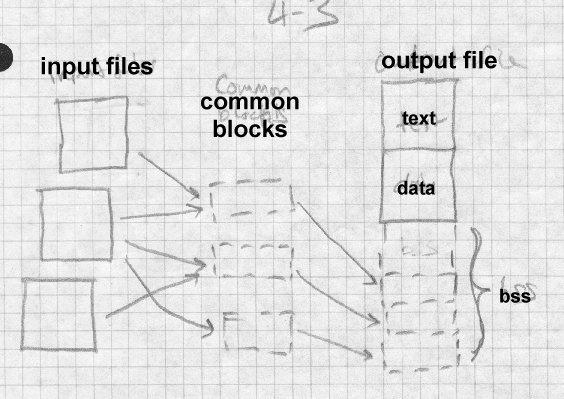 4-3
input files
output file
common
blocks
text
data
bss